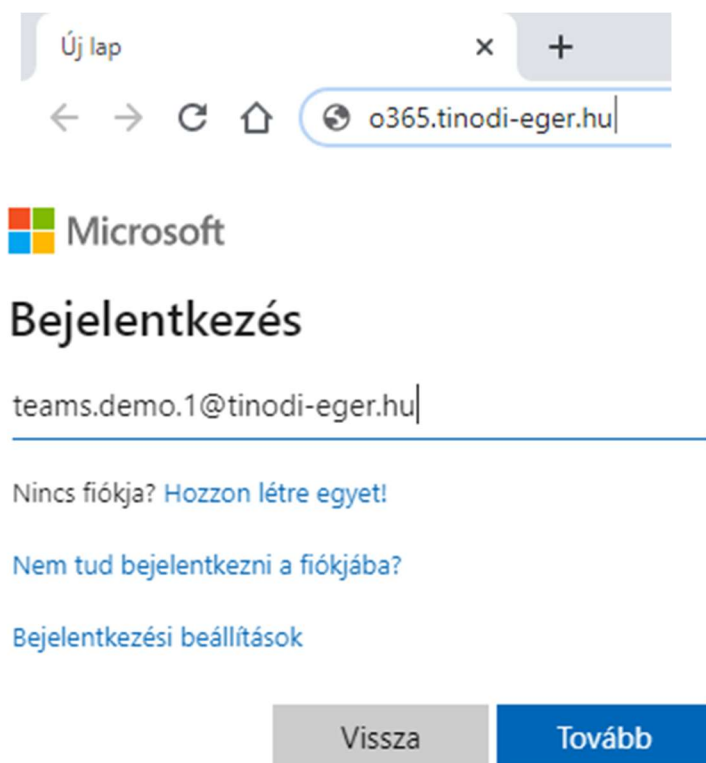 Új lap
o365.tinodi-eger.hu
Microsoft
Bejelentkezés
teams.demo.1@tinodi-eger.hu
Nincs fiókja? Hozzon létre egyet!
Nem tud bejelentkezni a fiókjába?
Bejelentkezési beállítások
Vissza Tovább